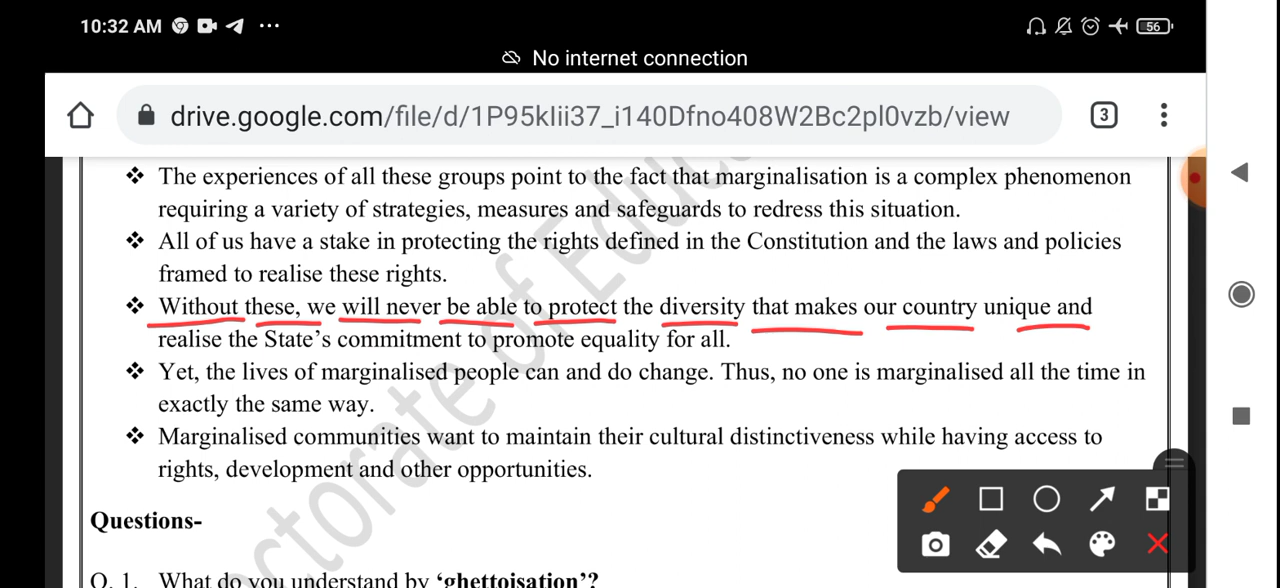 10:32 AM
56
No internet connection
drive.google.com/file/d/1P95kIii37_i140Dfno408W2Bc2pl0vzb/view
3
❖ The experiences of all these groups point to the fact that marginalisation is a complex phenomenon
requiring a variety of strategies, measures and safeguards to redress this situation.
❖ All of us have a stake in protecting the rights defined in the Constitution and the laws and policies
framed to realise these rights.
❖ Without these, we will never be able to protect the diversity that makes our country unique and
realise the State’s commitment to promote equality for all.
❖ Yet, the lives of marginalised people can and do change. Thus, no one is marginalised all the time in
exactly the same way.
❖ Marginalised communities want to maintain their cultural distinctiveness while having access to
rights, development and other opportunities.
Questions-
Q. 1. What do you understand by ‘ghettoisation’?